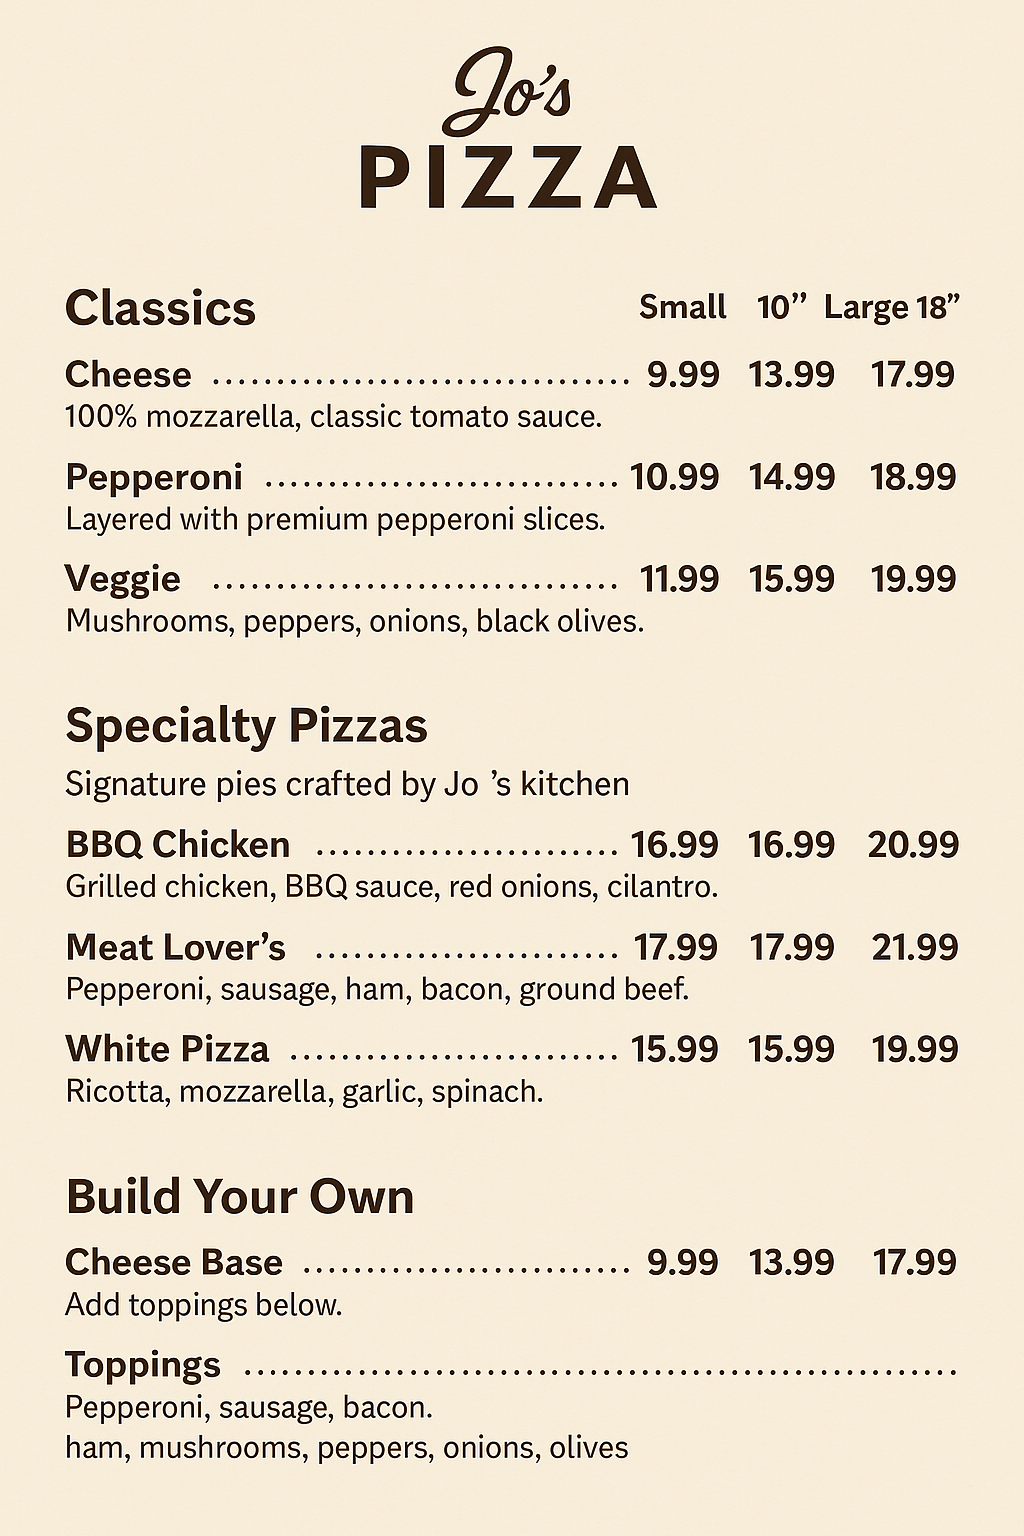 Jo’s
PIZZA
Classics Small 10” Large 18”
Cheese ................................. 9.99 13.99 17.99
100% mozzarella, classic tomato sauce.
Pepperoni ............................ 10.99 14.99 18.99
Layered with premium pepperoni slices.
Veggie ................................ 11.99 15.99 19.99
Mushrooms, peppers, onions, black olives.
Specialty Pizzas
Signature pies crafted by Jo ’s kitchen
BBQ Chicken ........................ 16.99 16.99 20.99
Grilled chicken, BBQ sauce, red onions, cilantro.
Meat Lover’s ........................ 17.99 17.99 21.99
Pepperoni, sausage, ham, bacon, ground beef.
White Pizza .......................... 15.99 15.99 19.99
Ricotta, mozzarella, garlic, spinach.
Build Your Own
Cheese Base .......................... 9.99 13.99 17.99
Add toppings below.
Toppings .........................................................
Pepperoni, sausage, bacon.
ham, mushrooms, peppers, onions, olives